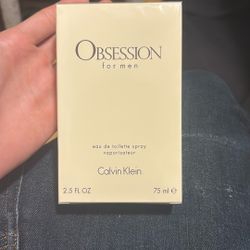 OBSESSION
for men
eau de toilette spray
vaporisateur
Calvin Klein
2.5 FL OZ 75 ml ℮